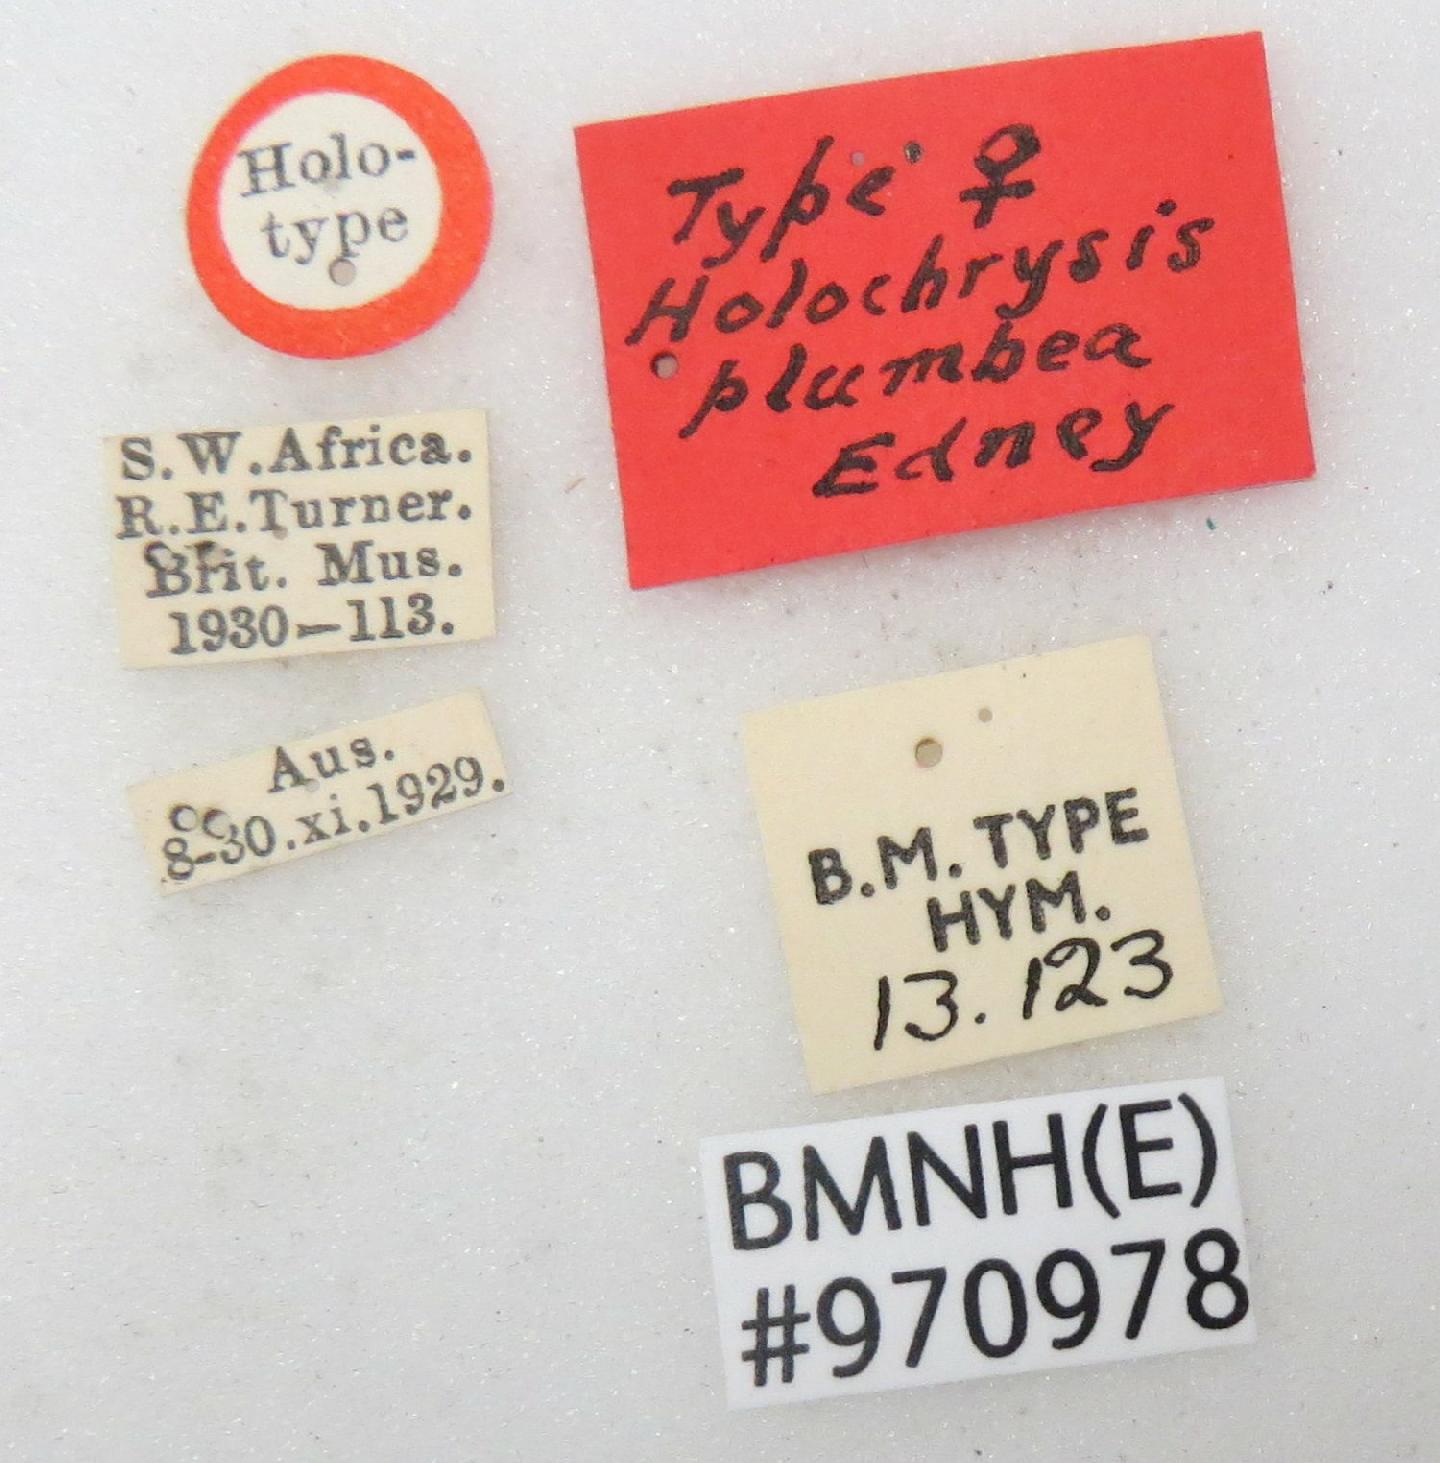 Holo-
type
Type ♀
Holochrysis
plumbea
Edney
S.W.Africa.
R.E.Turner.
Brit. Mus.
1930—113.
Aus.
8-30.xi.1929.
B.M. TYPE
HYM.
13.123
BMNH(E)
#970978